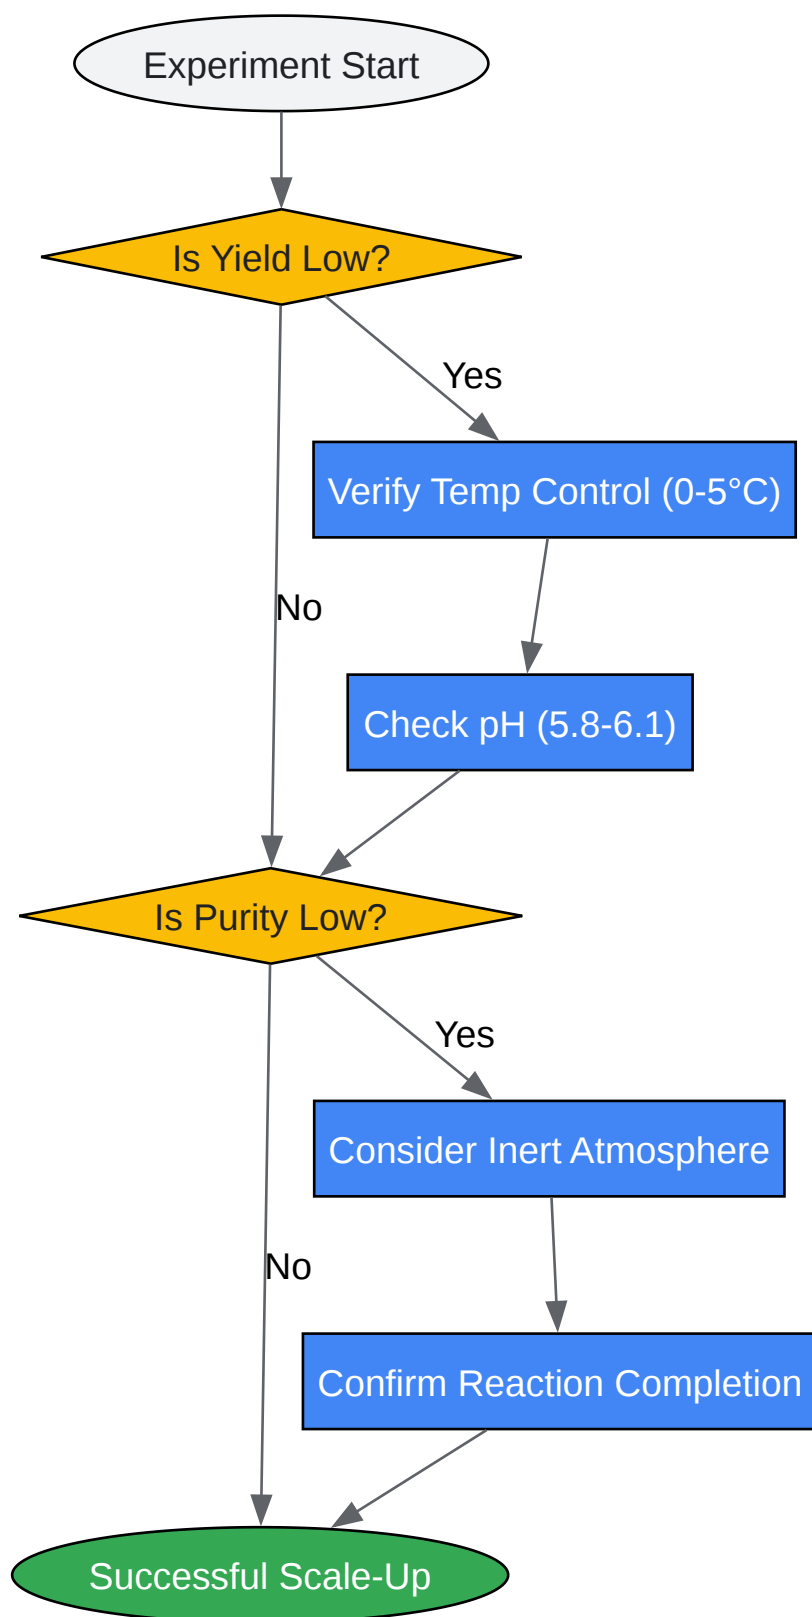 Experiment Start
Is Yield Low?
Yes
Verify Temp Control (0-5°C)
No
Check pH (5.8-6.1)
Is Purity Low?
Yes
Consider Inert Atmosphere
No
Confirm Reaction Completion
Successful Scale-Up